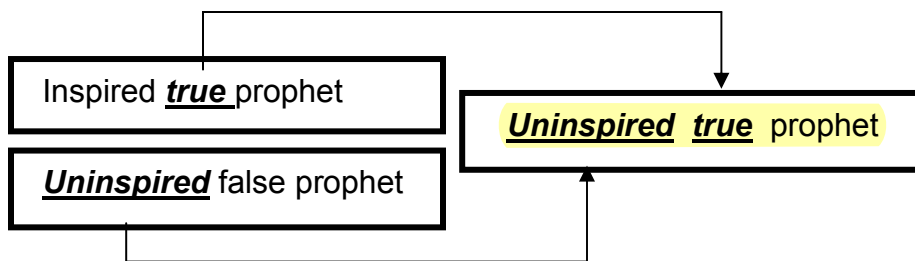 Inspired true prophet
Uninspired false prophet
Uninspired true prophet